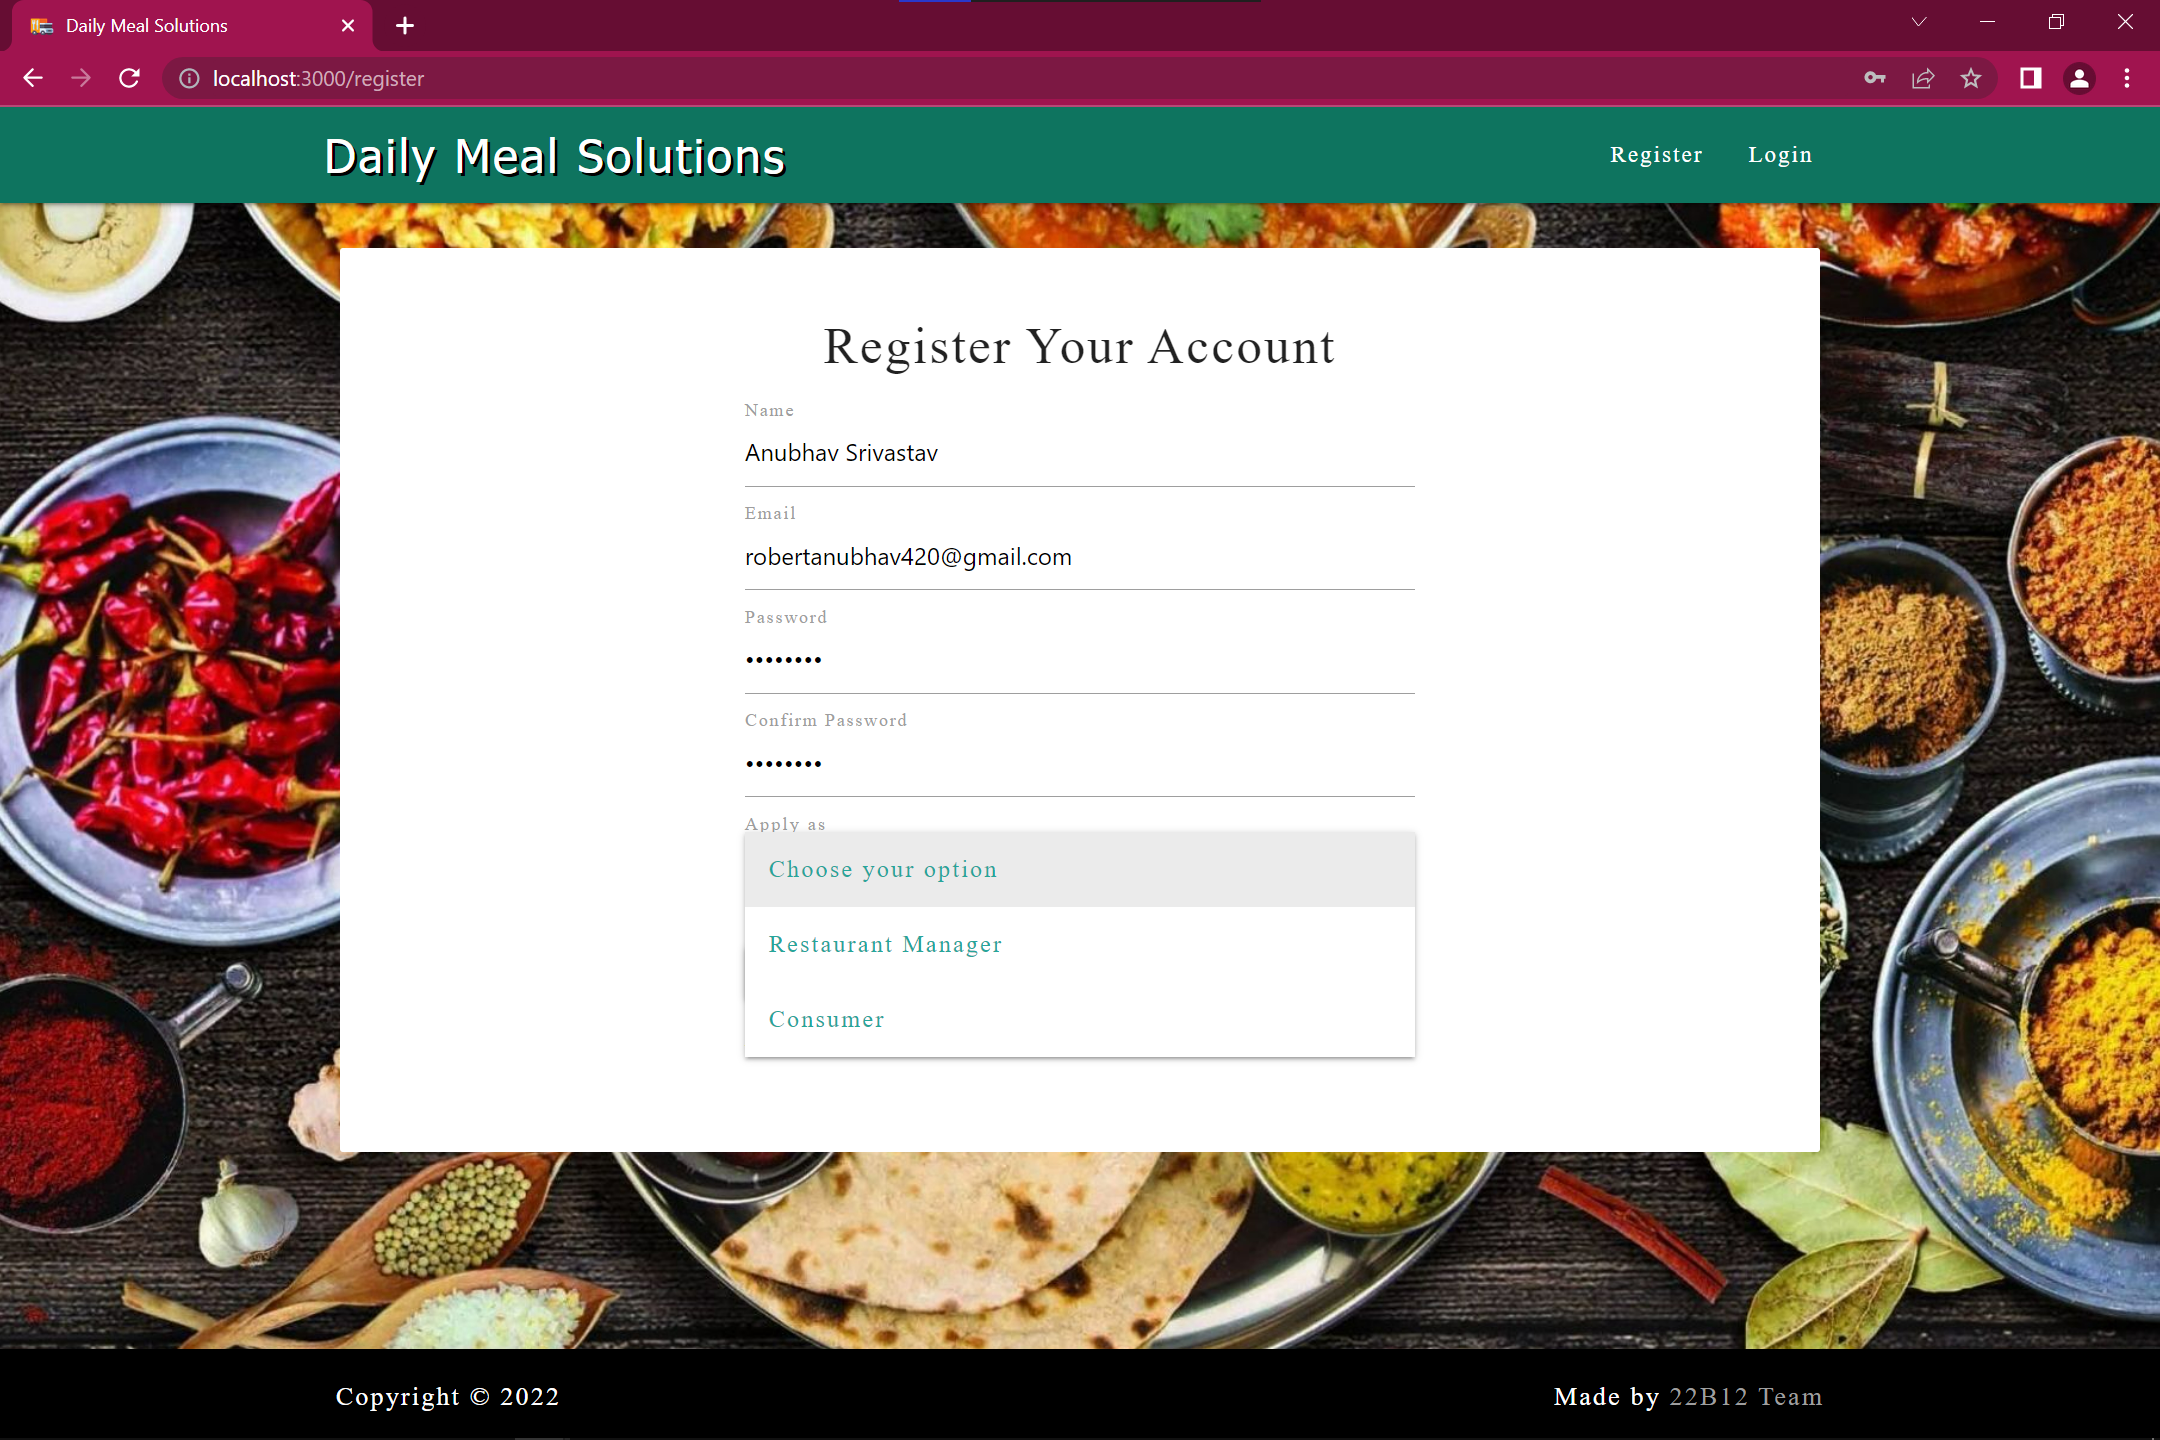 Daily Meal Solutions
localhost:3000/register
Daily Meal Solutions
Register
Login
Register Your Account
Name
Anubhav Srivastav
Email
robertanubhav420@gmail.com
Password
••••••••
Confirm Password
••••••••
Apply as
Choose your option
Restaurant Manager
Consumer
Copyright © 2022
Made by 22B12 Team